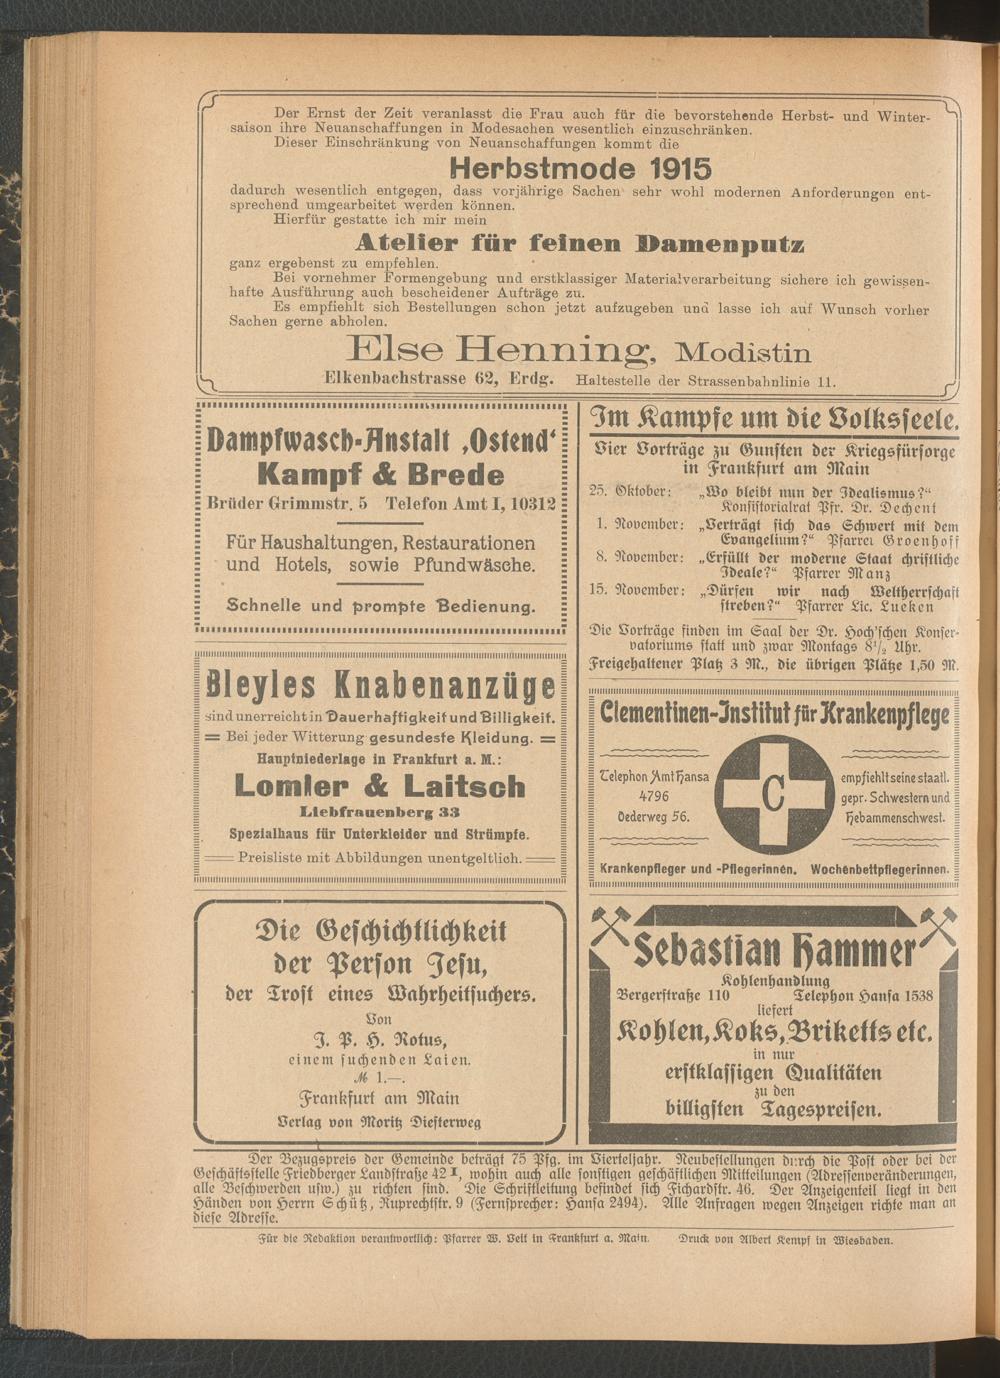 Der Ernst der Zeit veranlasst die Frau auch für die bevorstehende Herbst- und Winter-
saison ihre Neuanschaffungen in Modesachen wesentlich einzuschränken.
Dieser Einschränkung von Neuanschaffungen kommt die
Herbstmode 1915
dadurch wesentlich entgegen, dass vorjährige Sachen sehr wohl modernen Anforderungen ent-
sprechend umgearbeitet werden können.
Hierfür gestatte ich mir mein
Atelier für feinen Damenputz
ganz ergebenst zu empfehlen.
Bei vornehmer Formengebung und erstklassiger Materialverarbeitung sichere ich gewissen-
hafte Ausführung auch bescheidener Aufträge zu.
Es empfiehlt sich Bestellungen schon jetzt aufzugeben und lasse ich auf Wunsch vorher
Sachen gerne abholen.
Else Henning, Modistin
Elkenbachstrasse 62, Erdg. Haltestelle der Strassenbahnlinie 11.
Dampfwasch-Anstalt ‚Ostend‘
Kampf & Brede
Brüder Grimmstr. 5 Telefon Amt I, 10312
Für Haushaltungen, Restaurationen
und Hotels, sowie Pfundwäsche.
Schnelle und prompte Bedienung.
Bleyles Knabenanzüge
sind unerreicht in Dauerhaftigkeit und Billigkeit.
= Bei jeder Witterung gesundeste Kleidung. =
Hauptniederlage in Frankfurt a. M.:
Lomler & Laitsch
Liebfrauenberg 33
Spezialhaus für Unterkleider und Strümpfe.
Preisliste mit Abbildungen unentgeltlich.
Die Geschichtlichkeit
der Person Jesu,
der Trost eines Wahrheitsuchers.
Von
J. P. H. Notus,
einem suchenden Laien.
ℳ 1.—.
Frankfurt am Main
Verlag von Moritz Diesterweg
Im Kampfe um die Volksseele.
Vier Vorträge zu Gunsten der Kriegsfürsorge
in Frankfurt am Main
25. Oktober: „Wo bleibt nun der Idealismus?“
Konsistorialrat Pfr. Dr. Dechent
1. November: „Verträgt sich das Schwert mit dem
Evangelium?“ Pfarrer Groenhoff
8. November: „Erfüllt der moderne Staat christliche
Ideale?“ Pfarrer Manz
15. November: „Dürfen wir nach Weltherrschaft
streben?“ Pfarrer Lic. Lueken
Die Vorträge finden im Saal der Dr. Hoch'schen Konser-
vatoriums statt und zwar Montags 8½ Uhr.
Freigehaltener Platz 3 M., die übrigen Plätze 1,50 M.
Clementinen-Institut für Krankenpflege
Telephon Amt Hansa
4796
Oederweg 56.
C
empfiehlt seine staatl.
gepr. Schwestern und
Hebammenschwest.
Krankenpfleger und -Pflegerinnen. Wochenbettpflegerinnen.
Sebastian Hammer
Kohlenhandlung
Bergerstraße 110 Telephon Hansa 1538
liefert
Kohlen, Koks, Briketts etc.
in nur
erstklassigen Qualitäten
zu den
billigsten Tagespreisen.
Der Bezugspreis der Gemeinde beträgt 75 Pfg. im Vierteljahr. Neubestellungen durch die Post oder bei der
Geschäftsstelle Friedberger Landstraße 42 I, wohin auch alle sonstigen geschäftlichen Mitteilungen (Adressenveränderungen,
alle Beschwerden usw.) zu richten sind. Die Schriftleitung befindet sich Fichardstr. 46. Der Anzeigenteil liegt in den
Händen von Herrn Schütz, Ruprechtstr. 9 (Fernsprecher: Hansa 2494). Alle Anfragen wegen Anzeigen richte man an
diese Adresse.
Für die Redaktion verantwortlich: Pfarrer W. Veit in Frankfurt a. Main. Druck von Albert Kempf in Wiesbaden.